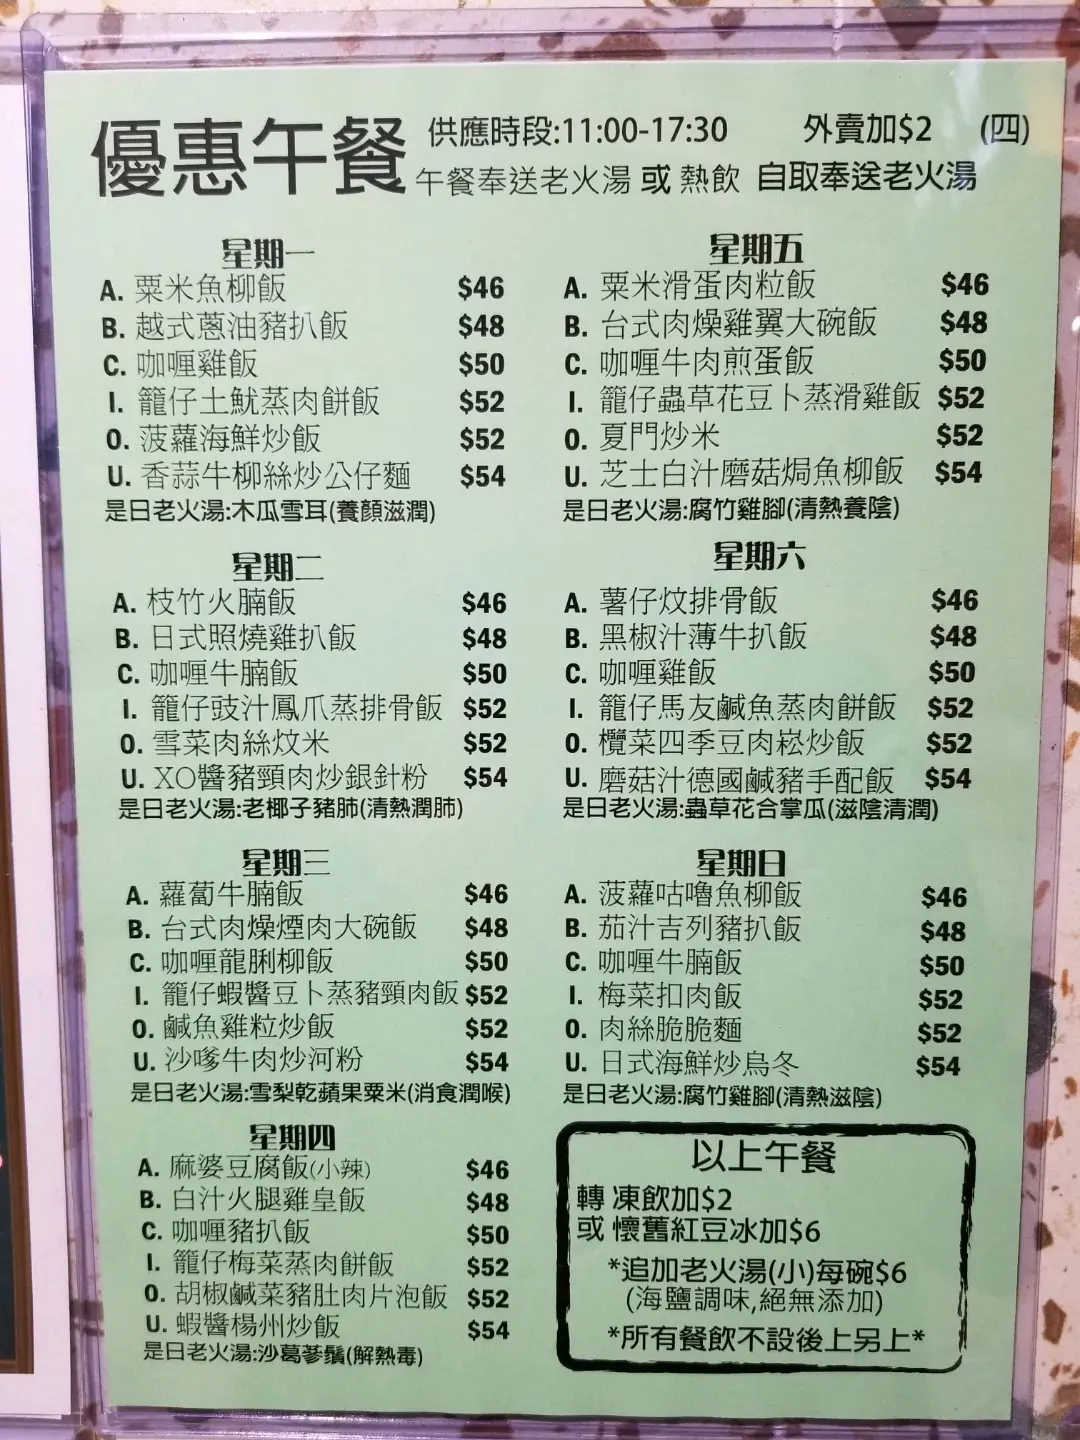 優惠午餐 供應時段:11:00-17:30 外賣加$2 (四)
午餐奉送老火湯 或 熱飲 自取奉送老火湯
星期一
A. 粟米魚柳飯 $46
B. 越式蔥油豬扒飯 $48
C. 咖喱雞飯 $50
I. 籠仔土魷蒸肉餅飯 $52
O. 菠蘿海鮮炒飯 $52
U. 香蒜牛柳絲炒公仔麵 $54
是日老火湯:木瓜雪耳(養顏滋潤)
星期二
A. 枝竹火腩飯 $46
B. 日式照燒雞扒飯 $48
C. 咖喱牛腩飯 $50
I. 籠仔豉汁鳳爪蒸排骨飯 $52
O. 雪菜肉絲炆米 $52
U. XO醬豬頸肉炒銀針粉 $54
是日老火湯:老椰子豬肺(清熱潤肺)
星期三
A. 蘿蔔牛腩飯 $46
B. 台式肉燥煙肉大碗飯 $48
C. 咖喱龍脷柳飯 $50
I. 籠仔蝦醬豆卜蒸豬頸肉飯 $52
O. 鹹魚雞粒炒飯 $52
U. 沙嗲牛肉炒河粉 $54
是日老火湯:雪梨乾蘋果粟米(消食潤喉)
星期四
A. 麻婆豆腐飯(小辣) $46
B. 白汁火腿雞皇飯 $48
C. 咖喱豬扒飯 $50
I. 籠仔梅菜蒸肉餅飯 $52
O. 胡椒鹹菜豬肚肉片泡飯 $52
U. 蝦醬楊州炒飯 $54
是日老火湯:沙葛蔘鬚(解熱毒)
星期五
A. 粟米滑蛋肉粒飯 $46
B. 台式肉燥雞翼大碗飯 $48
C. 咖喱牛肉煎蛋飯 $50
I. 籠仔蟲草花豆卜蒸滑雞飯 $52
O. 夏門炒米 $52
U. 芝士白汁磨菇焗魚柳飯 $54
是日老火湯:腐竹雞腳(清熱養陰)
星期六
A. 薯仔炆排骨飯 $46
B. 黑椒汁薄牛扒飯 $48
C. 咖喱雞飯 $50
I. 籠仔馬友鹹魚蒸肉餅飯 $52
O. 欖菜四季豆肉崧炒飯 $52
U. 磨菇汁德國鹹豬手配飯 $54
是日老火湯:蟲草花合掌瓜(滋陰清潤)
星期日
A. 菠蘿咕嚕魚柳飯 $46
B. 茄汁吉列豬扒飯 $48
C. 咖喱牛腩飯 $50
I. 梅菜扣肉飯 $52
O. 肉絲脆脆麵 $52
U. 日式海鮮炒烏冬 $54
是日老火湯:腐竹雞腳(清熱滋陰)
以上午餐
轉 凍飲加$2
或 懷舊紅豆冰加$6
*追加老火湯(小)每碗$6
(海鹽調味,絕無添加)
*所有餐飲不設後上另上*